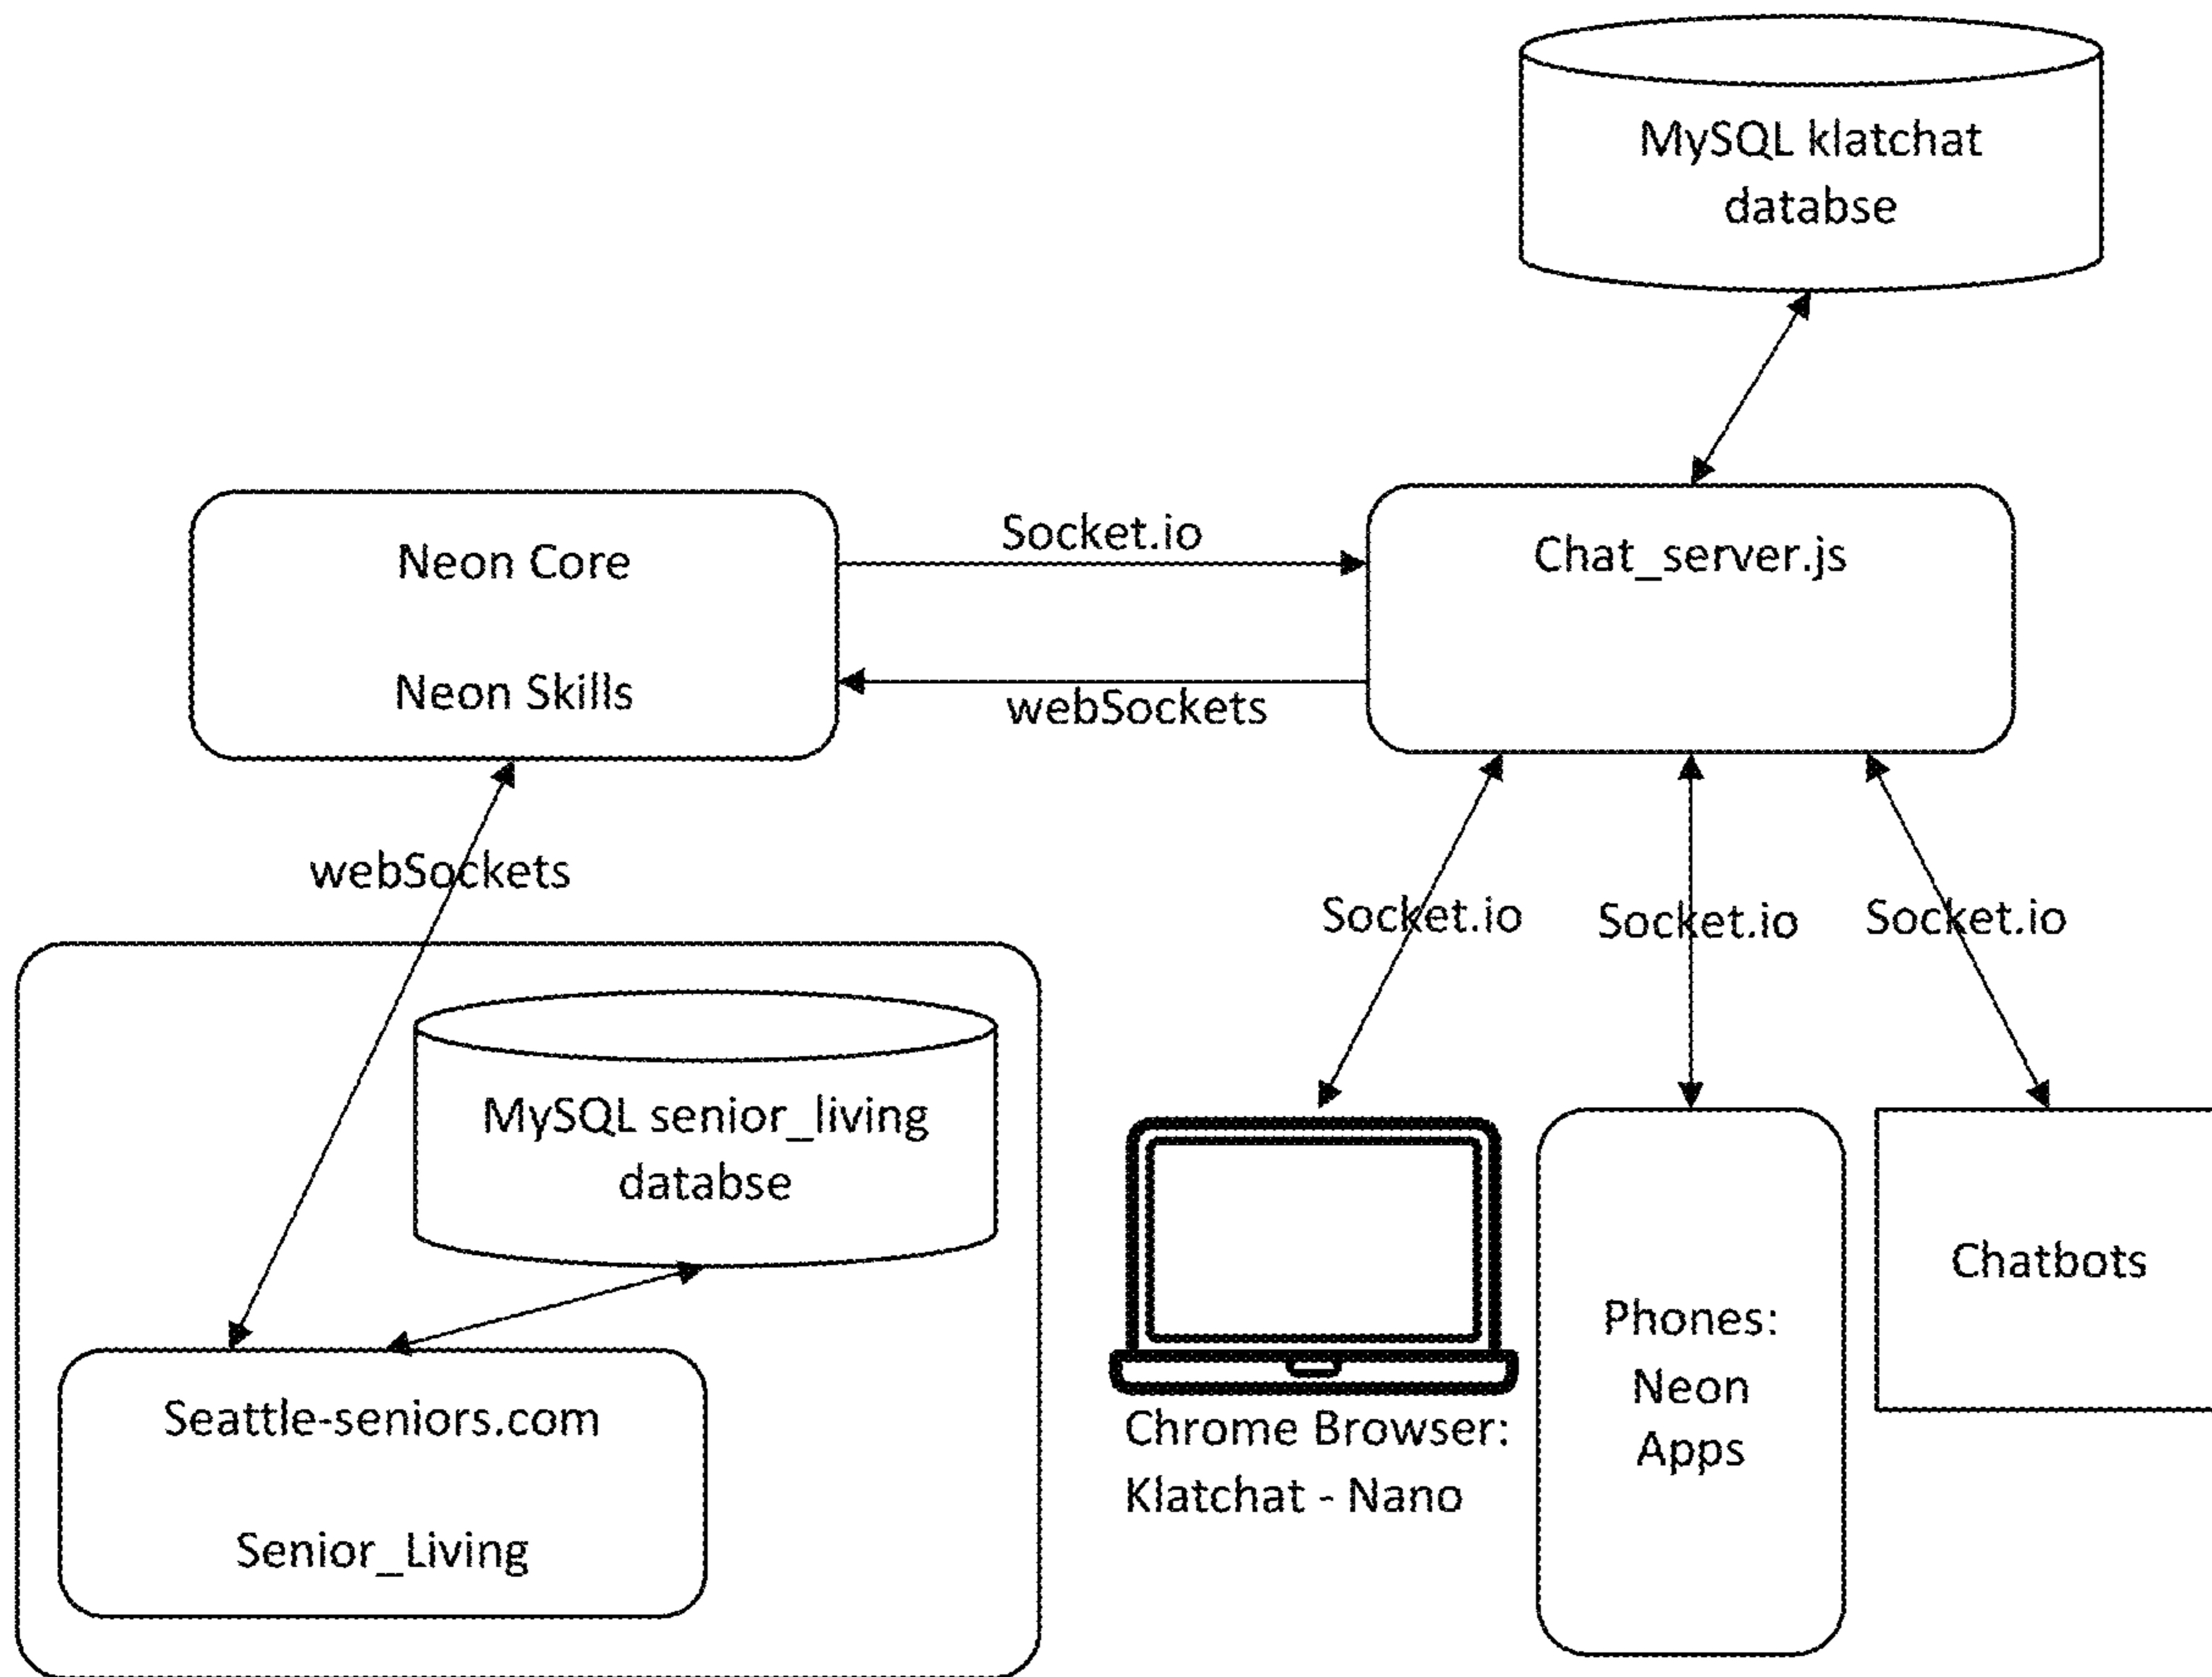 MySQL klatchat
databse
Neon Core
Neon Skills
Socket.io
webSockets
Chat_server.js
webSockets
Socket.io
Socket.io
Socket.io
MySQL senior_living
databse
Seattle-seniors.com
Senior_Living
Chrome Browser:
Klatchat - Nano
Phones:
Neon
Apps
Chatbots